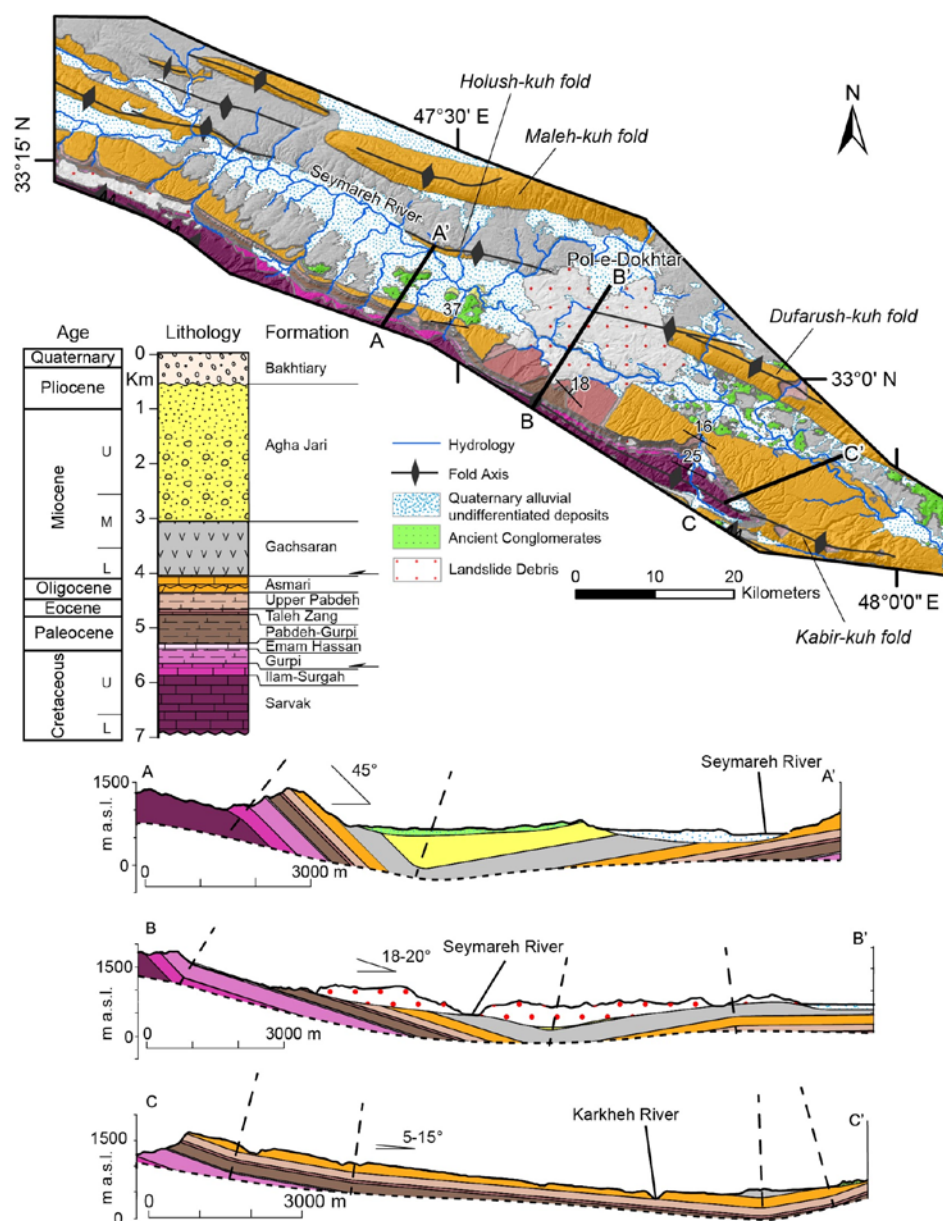 Holush-kuh fold
47°30' E
Maleh-kuh fold
N
33°15' N
Seymareh River
A'
Pol-e-Dokhtar
B'
Dufarush-kuh fold
37
A
33°0' N
18
B
16
25
C'
C
48°0'0" E
Kabir-kuh fold
Age
Lithology
Formation
Quaternary
Pliocene
Miocene
U
M
L
Oligocene
Eocene
Paleocene
Cretaceous
U
L
0
Km
1
2
3
4
5
6
7
Bakhtiary
Agha Jari
Gachsaran
Asmari
Upper Pabdeh
Taleh Zang
Pabdeh-Gurpi
Emam Hassan
Gurpi
Ilam-Surgah
Sarvak
Hydrology
Fold Axis
Quaternary alluvial
undifferentiated deposits
Ancient Conglomerates
Landslide Debris
0 10 20
Kilometers
A
1500
m a.s.l.
0
45°
Seymareh River
A'
0 3000 m
B
1500
m a.s.l.
0
18-20°
Seymareh River
B'
0 3000 m
C
1500
m a.s.l.
0
5-15°
Karkheh River
C'
0 3000 m